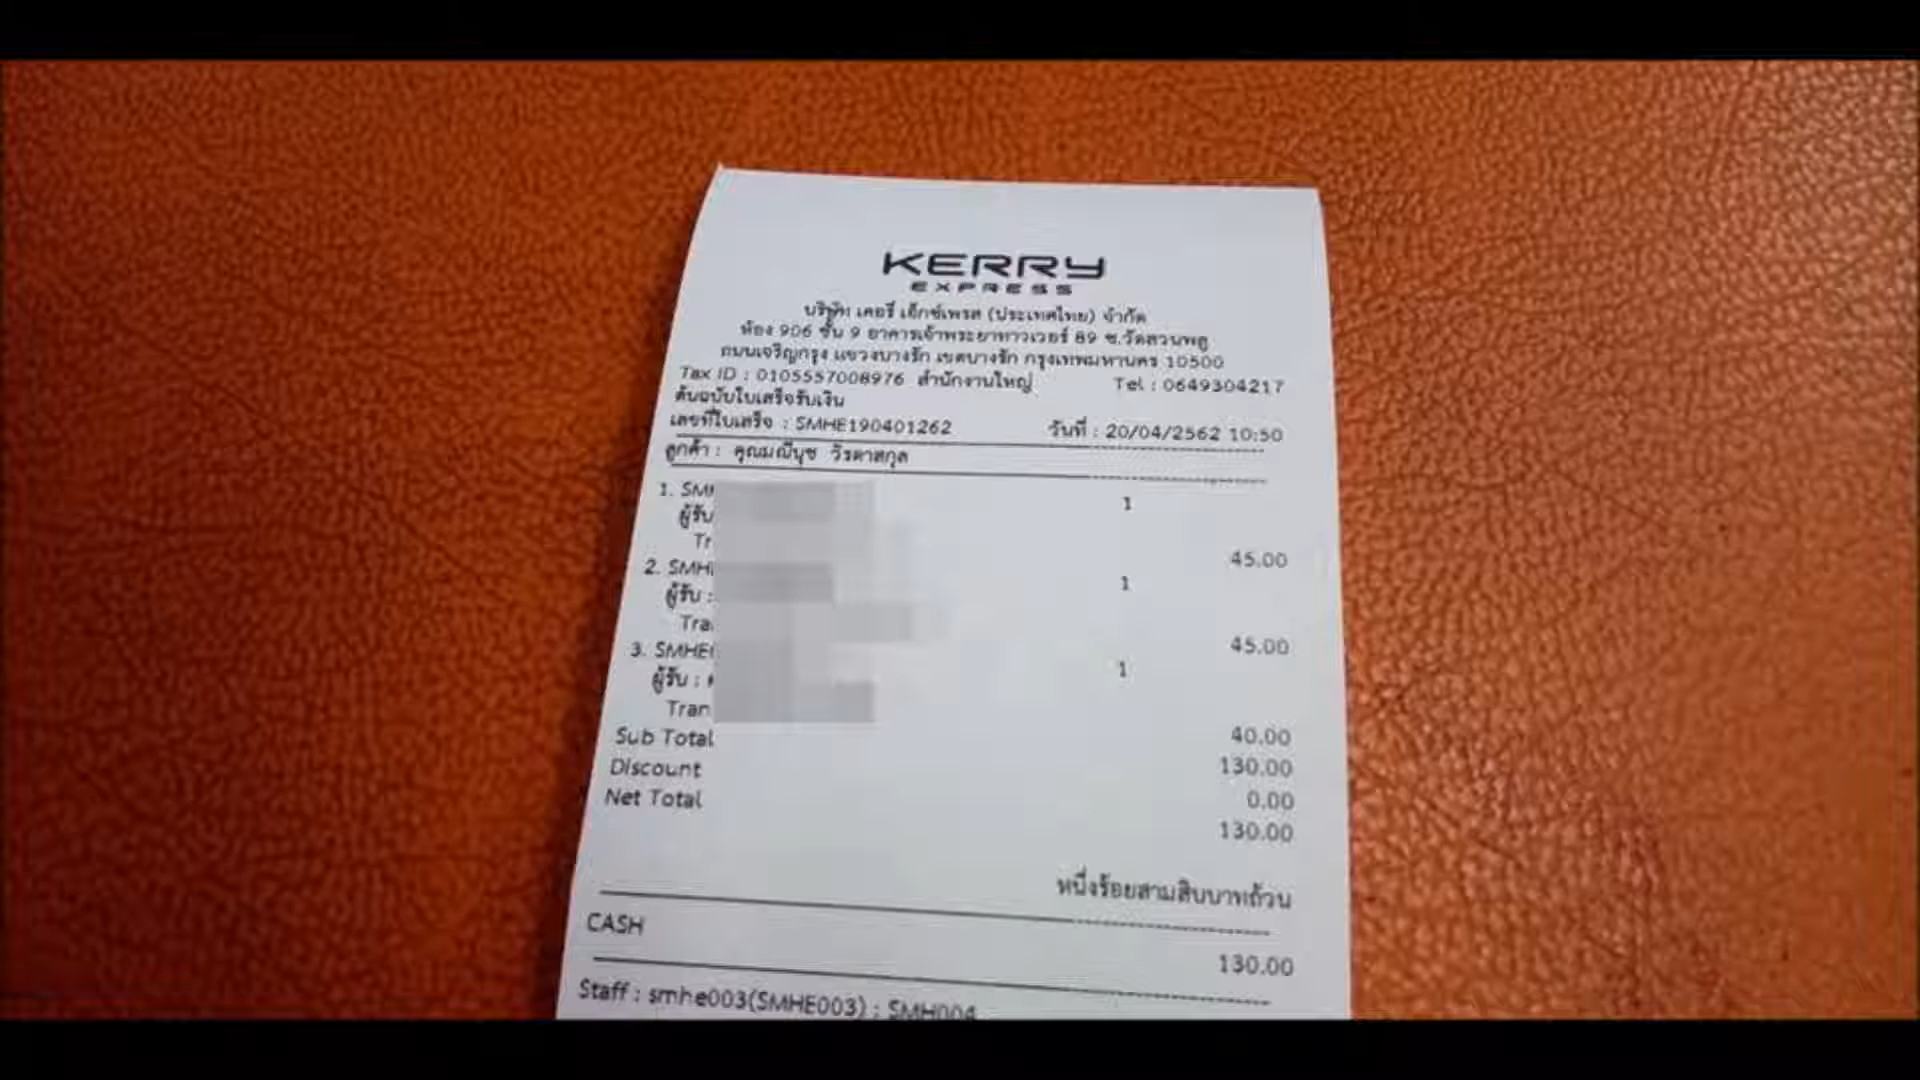 KERRY
EXPRESS
บริษัท เคอรี่ เอ็กซ์เพรส (ประเทศไทย) จำกัด
ห้อง 906 ชั้น 9 อาคารเจ้าพระยาทาวเวอร์ 89 ซ.วัดสวนพลู
ถนนเจริญกรุง แขวงบางรัก เขตบางรัก กรุงเทพมหานคร 10500
Tax ID : 0105557008976 สำนักงานใหญ่ Tel : 0649304217
ต้นฉบับใบเสร็จรับเงิน
เลขที่ใบเสร็จ : SMHE190401262 วันที่ : 20/04/2562 10:50
ลูกค้า : คุณมณีนุช วิรดาสกุล
1. SMH 1
ผู้รับ
Tr 45.00
2. SMH 1
ผู้รับ :
Tra 45.00
3. SMHE 1
ผู้รับ :
Tran 40.00
Sub Total 130.00
Discount 0.00
Net Total 130.00
หนึ่งร้อยสามสิบบาทถ้วน
CASH 130.00
Staff : smhe003(SMHE003) : SMH004